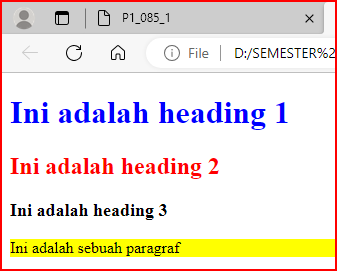 P1_085_1
File D:/SEMESTER%2
Ini adalah heading 1
Ini adalah heading 2
Ini adalah heading 3
Ini adalah sebuah paragraf